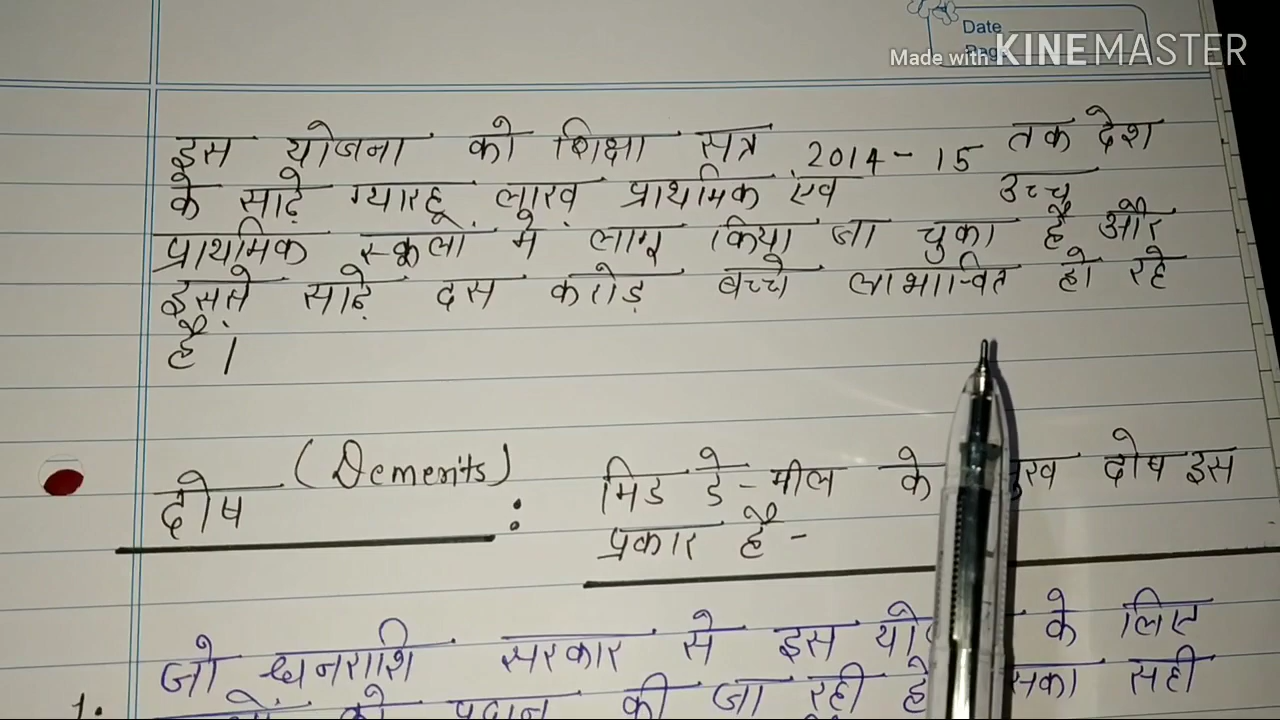 Date
Made with KINEMASTER
इस योजना को शिक्षा सत्र 2014-15 तक देश
के साढ़े ग्यारह लाख प्राथमिक एंव उच्च
प्राथमिक स्कूलों मे लागू किया जा चुका है और
इससे साढ़े दस करोड़ बच्चे लाभान्वित हो रहे
हैं।
दोष (Demerits) : मिड डे-मील के दोष इस
प्रकार है -
जो धनराशि सरकार से इस के लिए
1. को प्रदान की जा रही है सही